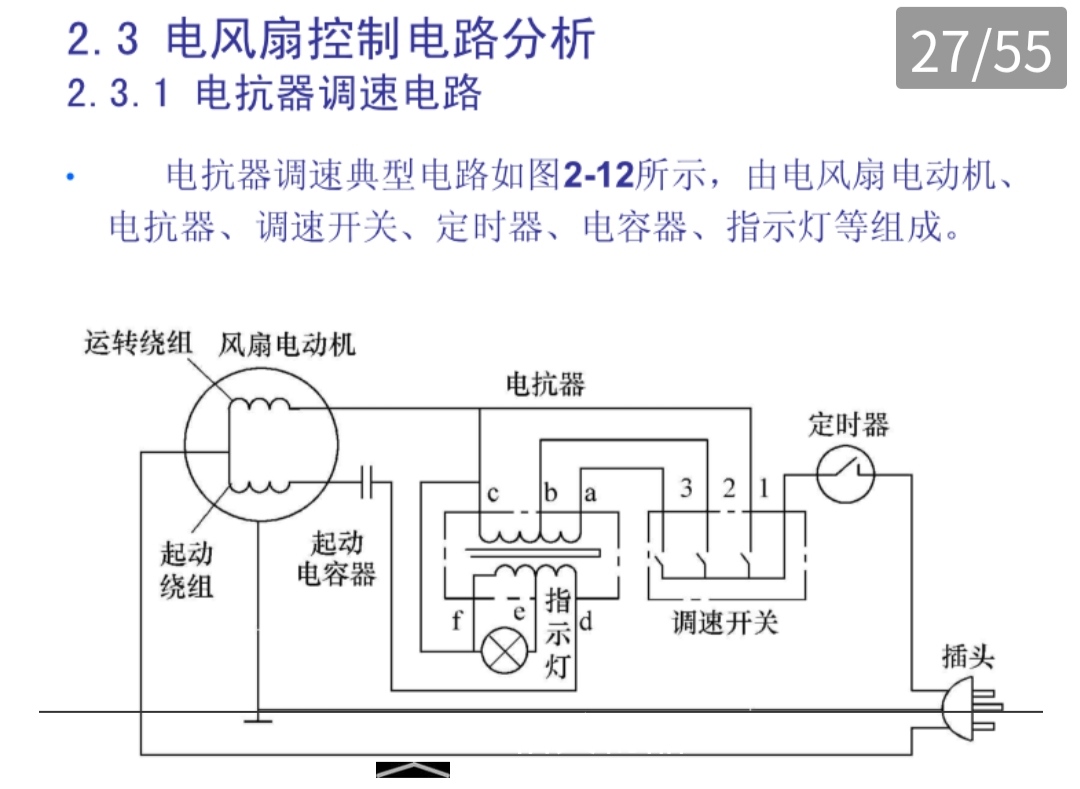 2.3 电风扇控制电路分析
27/55
2.3.1 电抗器调速电路
• 电抗器调速典型电路如图2-12所示，由电风扇电动机、
电抗器、调速开关、定时器、电容器、指示灯等组成。
运转绕组 风扇电动机
电抗器
定时器
c b a
3 2 1
起动
绕组
起动
电容器
f e d
指
示
灯
调速开关
插头